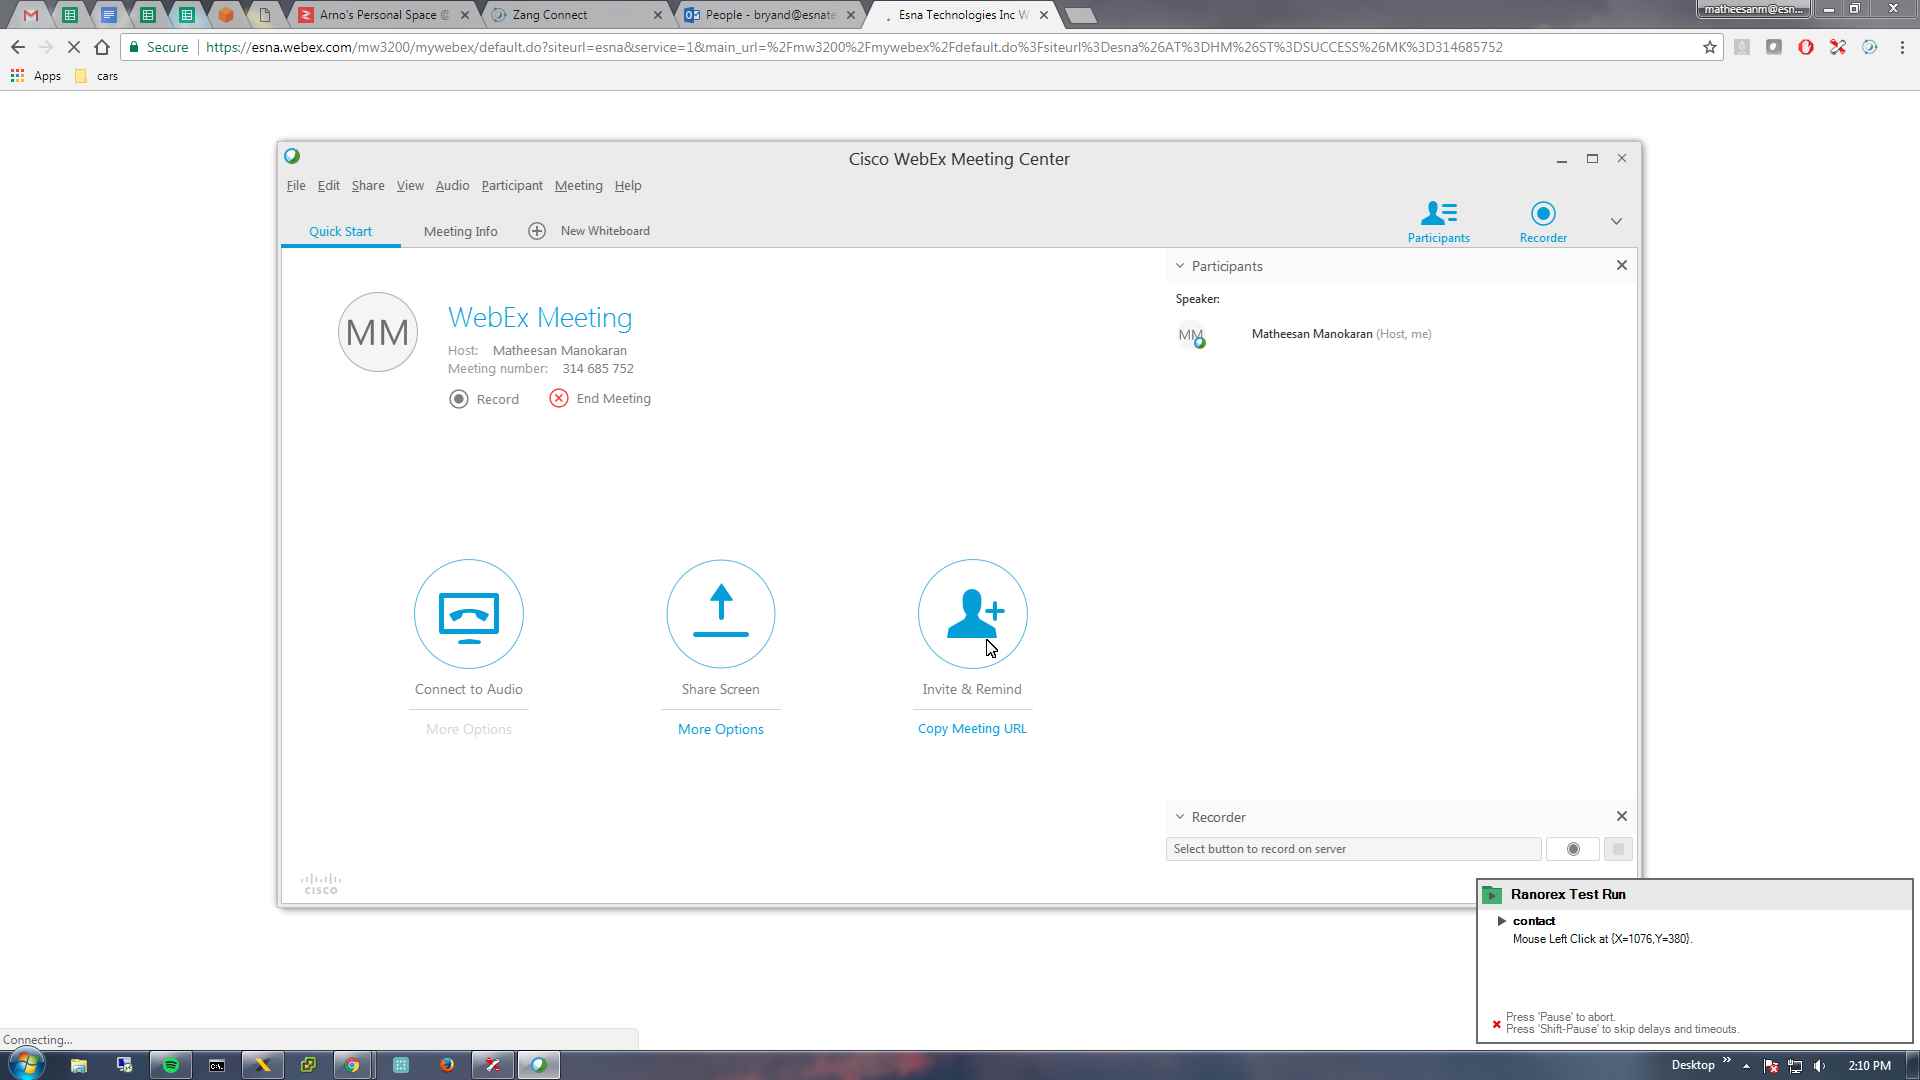 Arno's Personal Space @
Zang Connect
People - bryand@esnate
Esna Technologies Inc W
matheesanm@esn...
Secure
https://esna.webex.com/mw3200/mywebex/default.do?siteurl=esna&service=1&main_url=%2Fmw3200%2Fmywebex%2Fdefault.do%3Fsiteurl%3Desna%26AT%3DHM%26ST%3DSUCCESS%26MK%3D314685752
Apps
cars
Cisco WebEx Meeting Center
File Edit Share View Audio Participant Meeting Help
Quick Start
Meeting Info
New Whiteboard
Participants
Recorder
MM
WebEx Meeting
Host: Matheesan Manokaran
Meeting number: 314 685 752
Record
End Meeting
Participants
Speaker:
MM
Matheesan Manokaran (Host, me)
Connect to Audio
Share Screen
Invite & Remind
More Options
More Options
Copy Meeting URL
Recorder
Select button to record on server
CISCO
Ranorex Test Run
contact
Mouse Left Click at {X=1076,Y=380}.
Press 'Pause' to abort.
Press 'Shift-Pause' to skip delays and timeouts.
Connecting...
C:\.
Desktop
2:10 PM